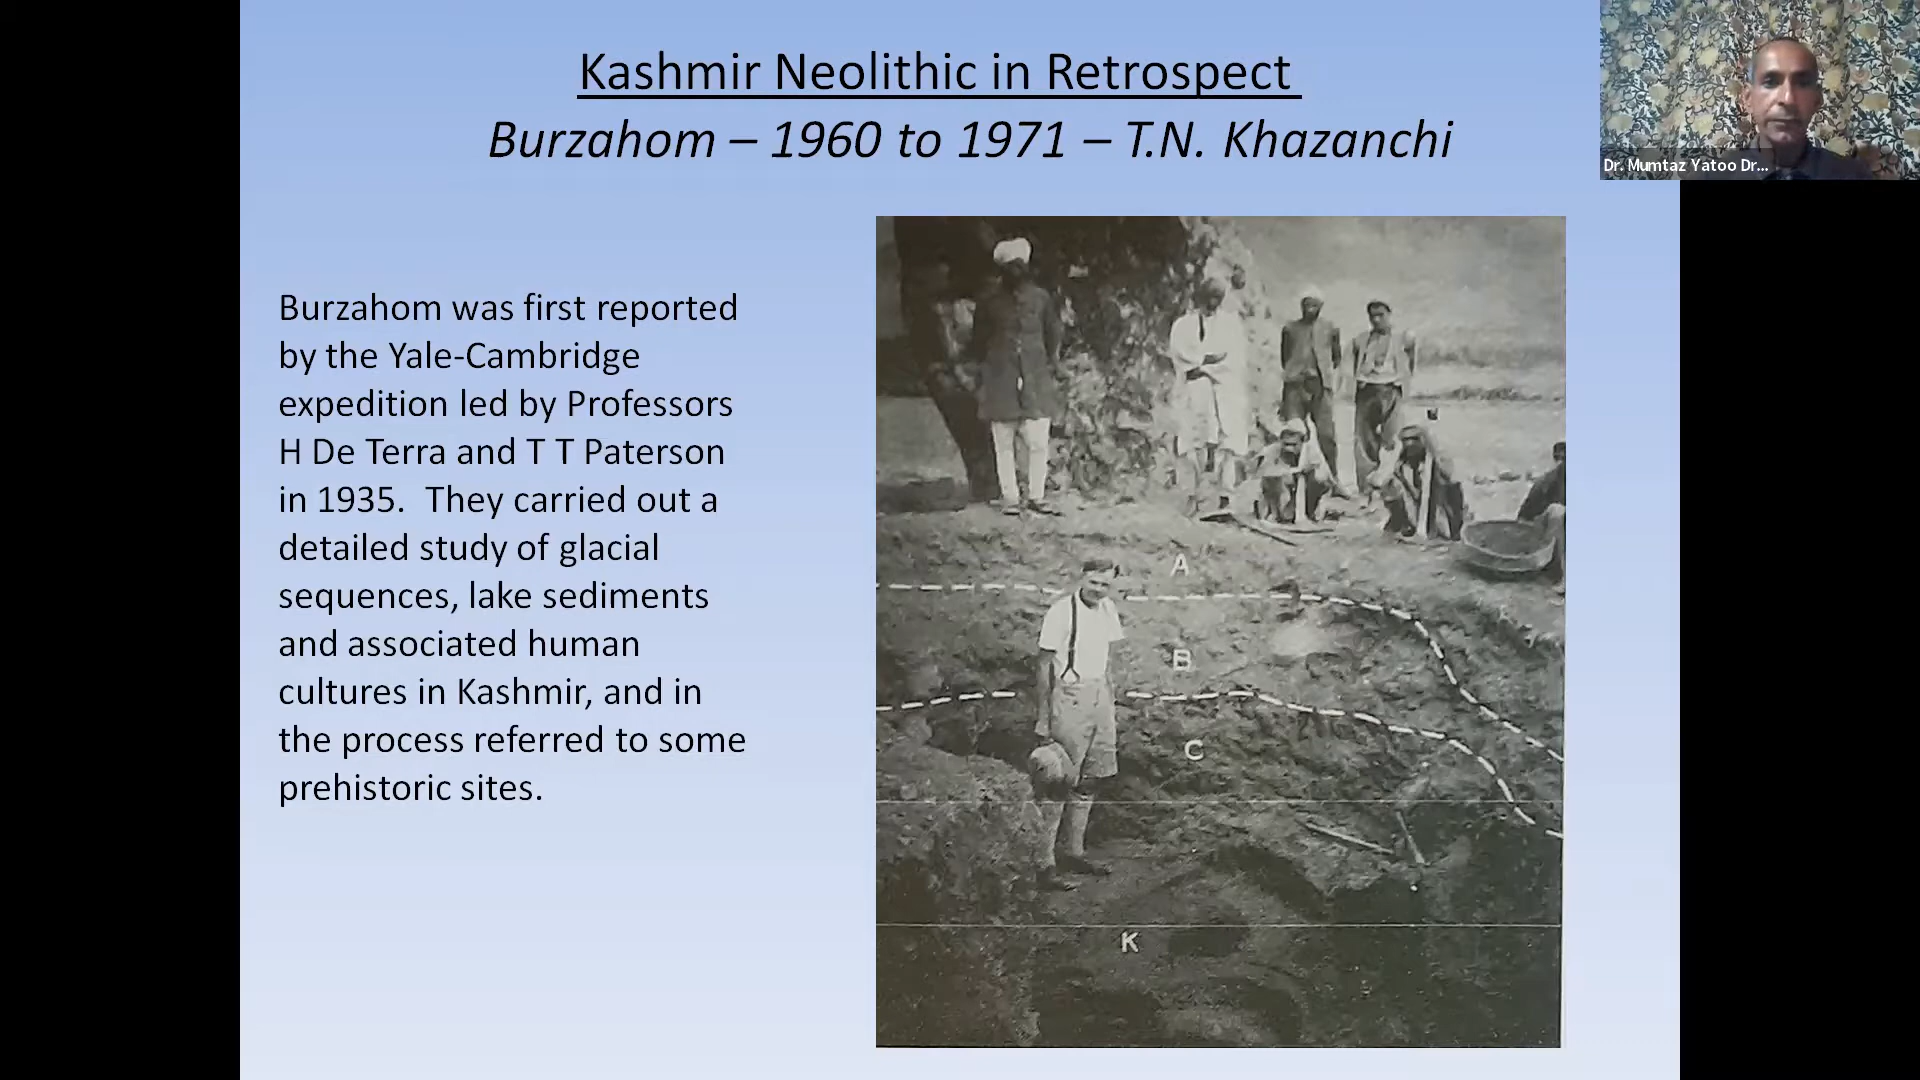 Kashmir Neolithic in Retrospect
Burzahom – 1960 to 1971 – T.N. Khazanchi
Dr. Mumtaz Yatoo Dr...
Burzahom was first reported
by the Yale-Cambridge
expedition led by Professors
H De Terra and T T Paterson
in 1935.  They carried out a
detailed study of glacial
sequences, lake sediments
and associated human
cultures in Kashmir, and in
the process referred to some
prehistoric sites.
A
B
C
K